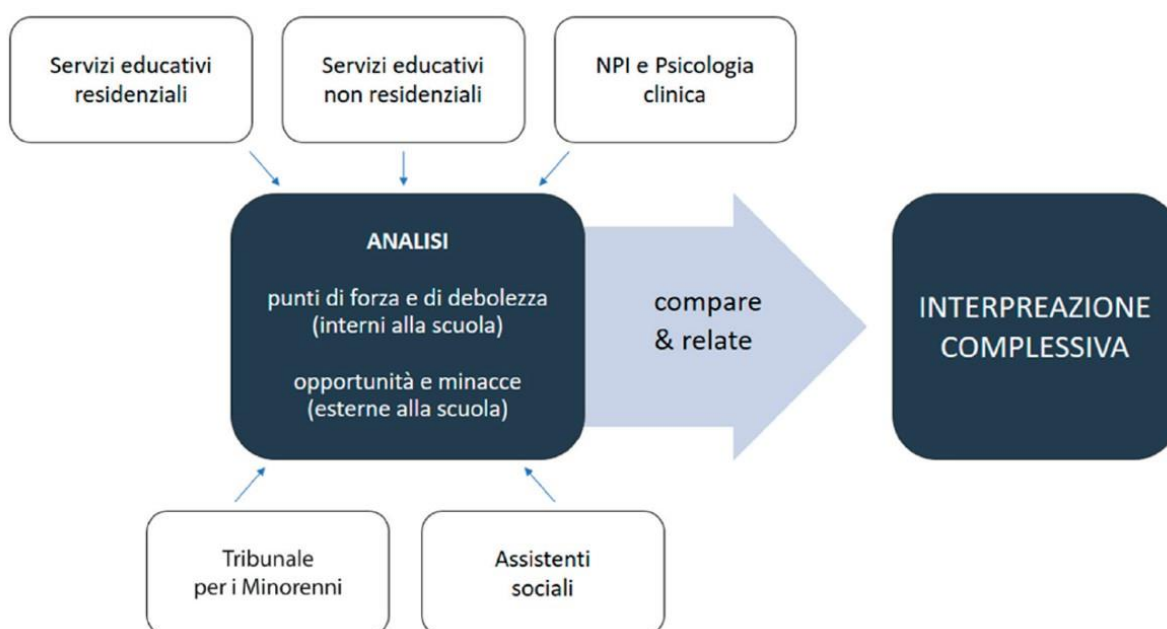 Servizi educativi
residenziali
Servizi educativi
non residenziali
NPI e Psicologia
clinica
ANALISI
punti di forza e di debolezza
(interni alla scuola)
opportunità e minacce
(esterne alla scuola)
compare
& relate
INTERPREAZIONE
COMPLESSIVA
Tribunale
per i Minorenni
Assistenti
sociali